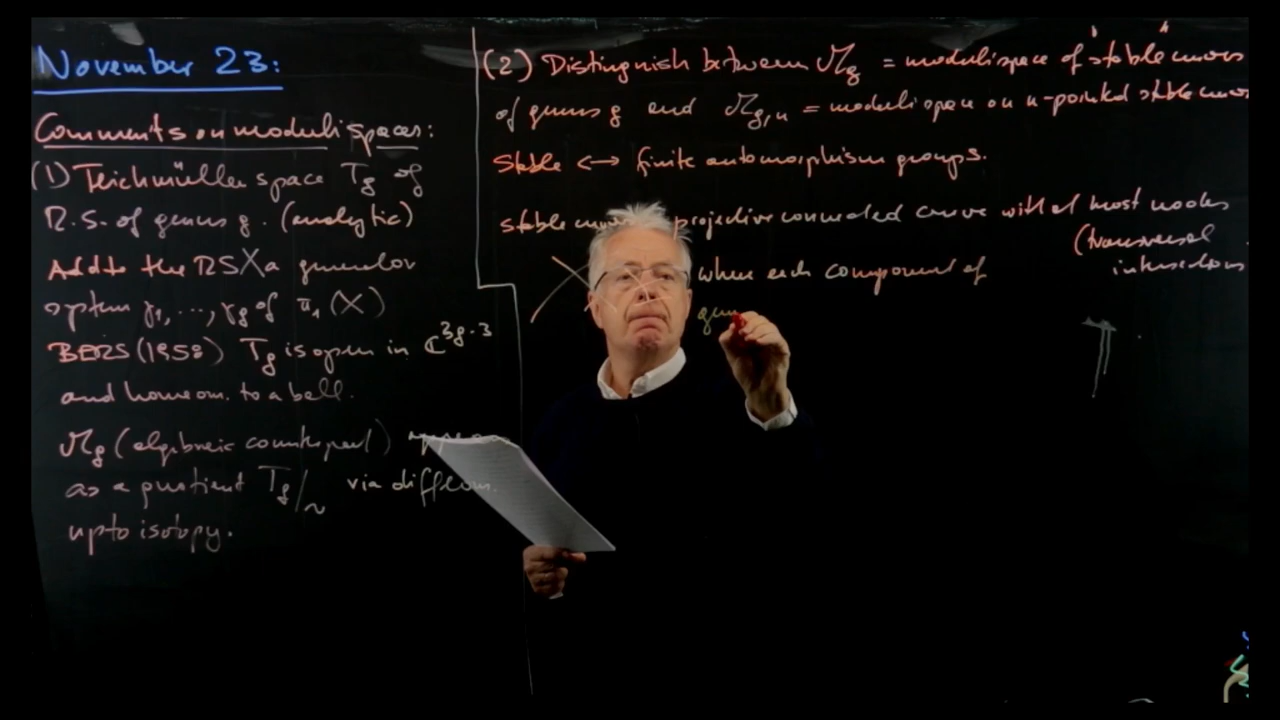 November 23:
Comments on moduli spaces:
(1) Teichmüller space T_g of
R.S. of genus g. (analytic)
Add to the RS X a generator
system γ_1, ..., γ_g of π_1(X)
BERS (1958) T_g is open in ℂ^{3g-3}
and homeom. to a ball.
M_g (algebraic counterpart)
as a quotient T_g/~ via diffeom.
up to isotopy.
(2) Distinguish between M_g = moduli space of "stable" curves
of genus g and M_{g,n} = moduli space on n-pointed stable curves
Stable <-> finite automorphism groups.
stable projective connected curve with at most nodes
(transversal
intersections
where each component of
gen